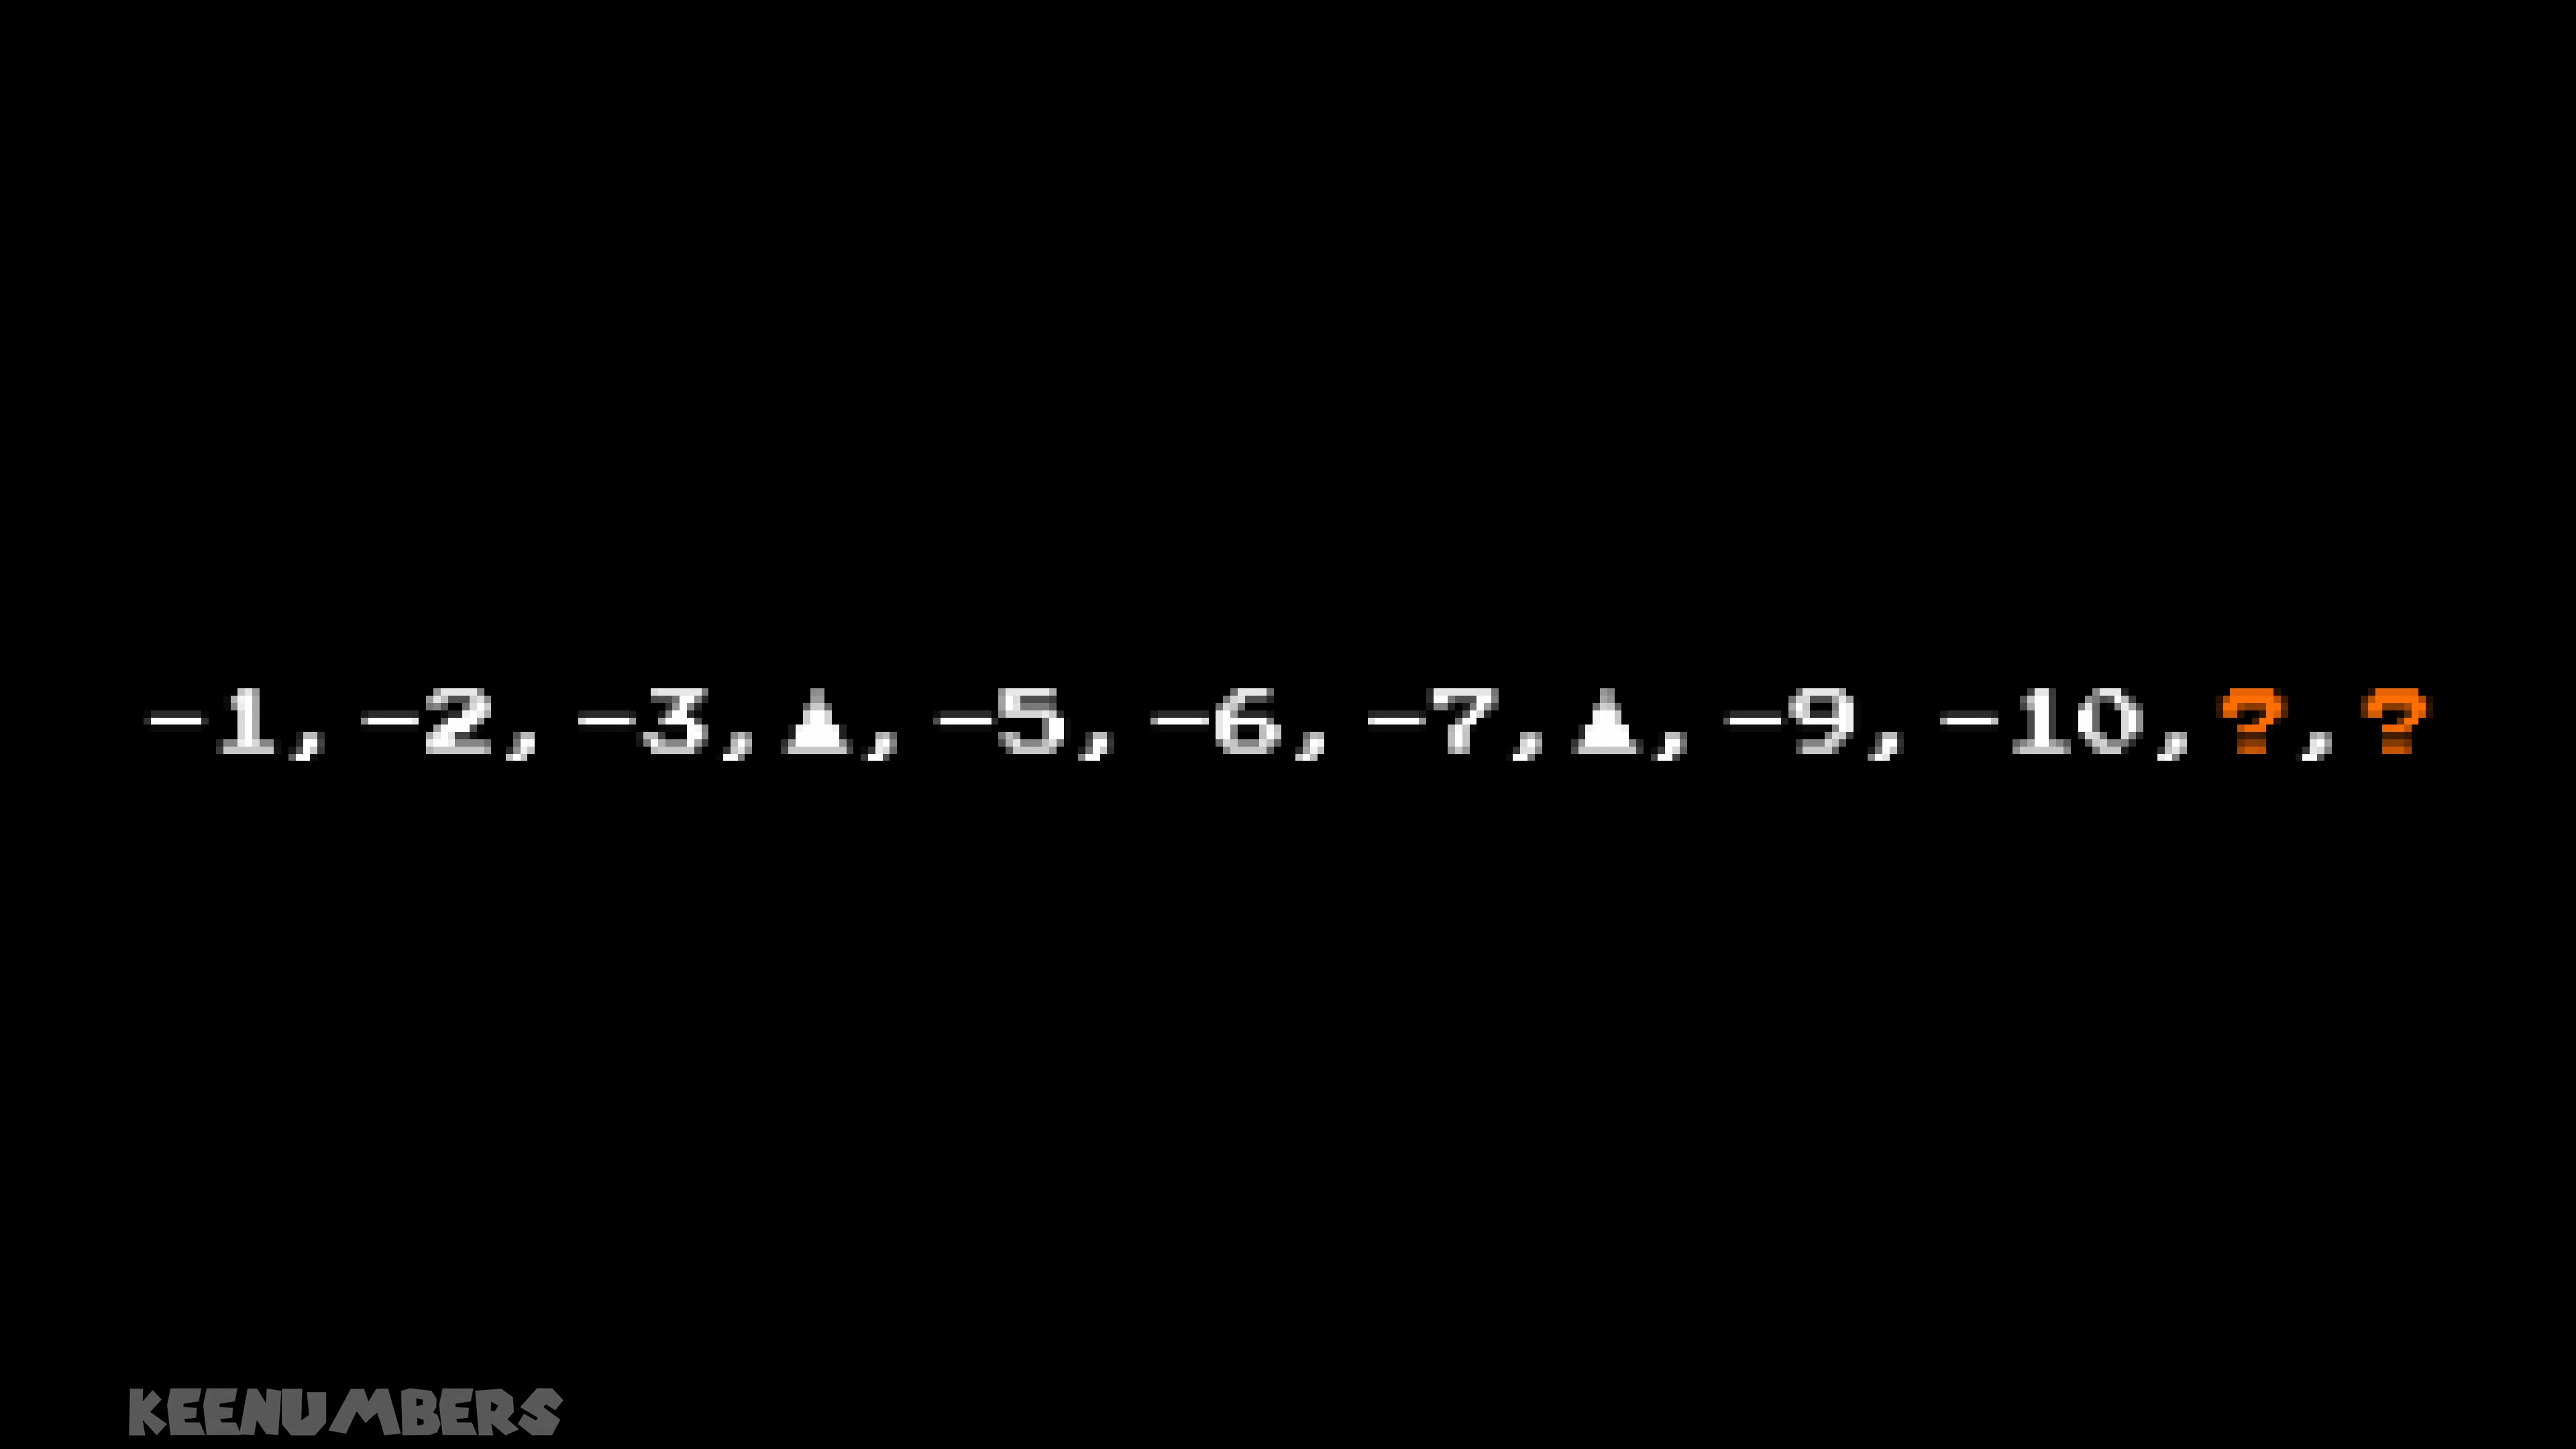 -1, -2, -3, ▲, -5, -6, -7, ▲, -9, -10, ?, ?
KEENUMBERS